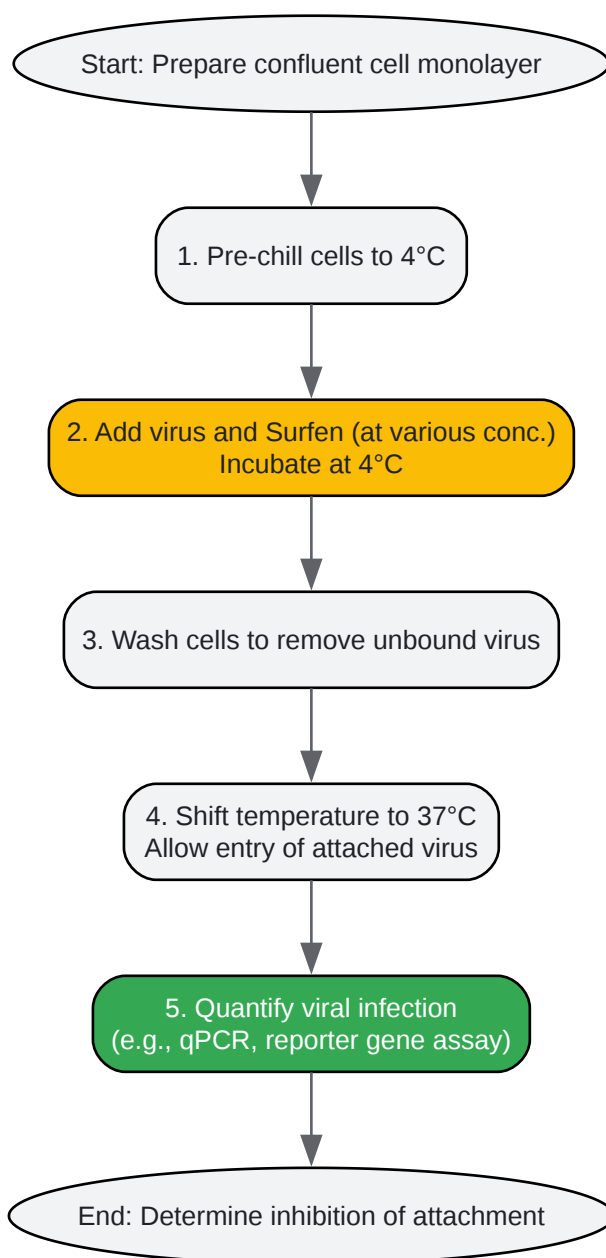 Start: Prepare confluent cell monolayer
1. Pre-chill cells to 4°C
2. Add virus and Surfen (at various conc.)
Incubate at 4°C
3. Wash cells to remove unbound virus
4. Shift temperature to 37°C
Allow entry of attached virus
5. Quantify viral infection
(e.g., qPCR, reporter gene assay)
End: Determine inhibition of attachment